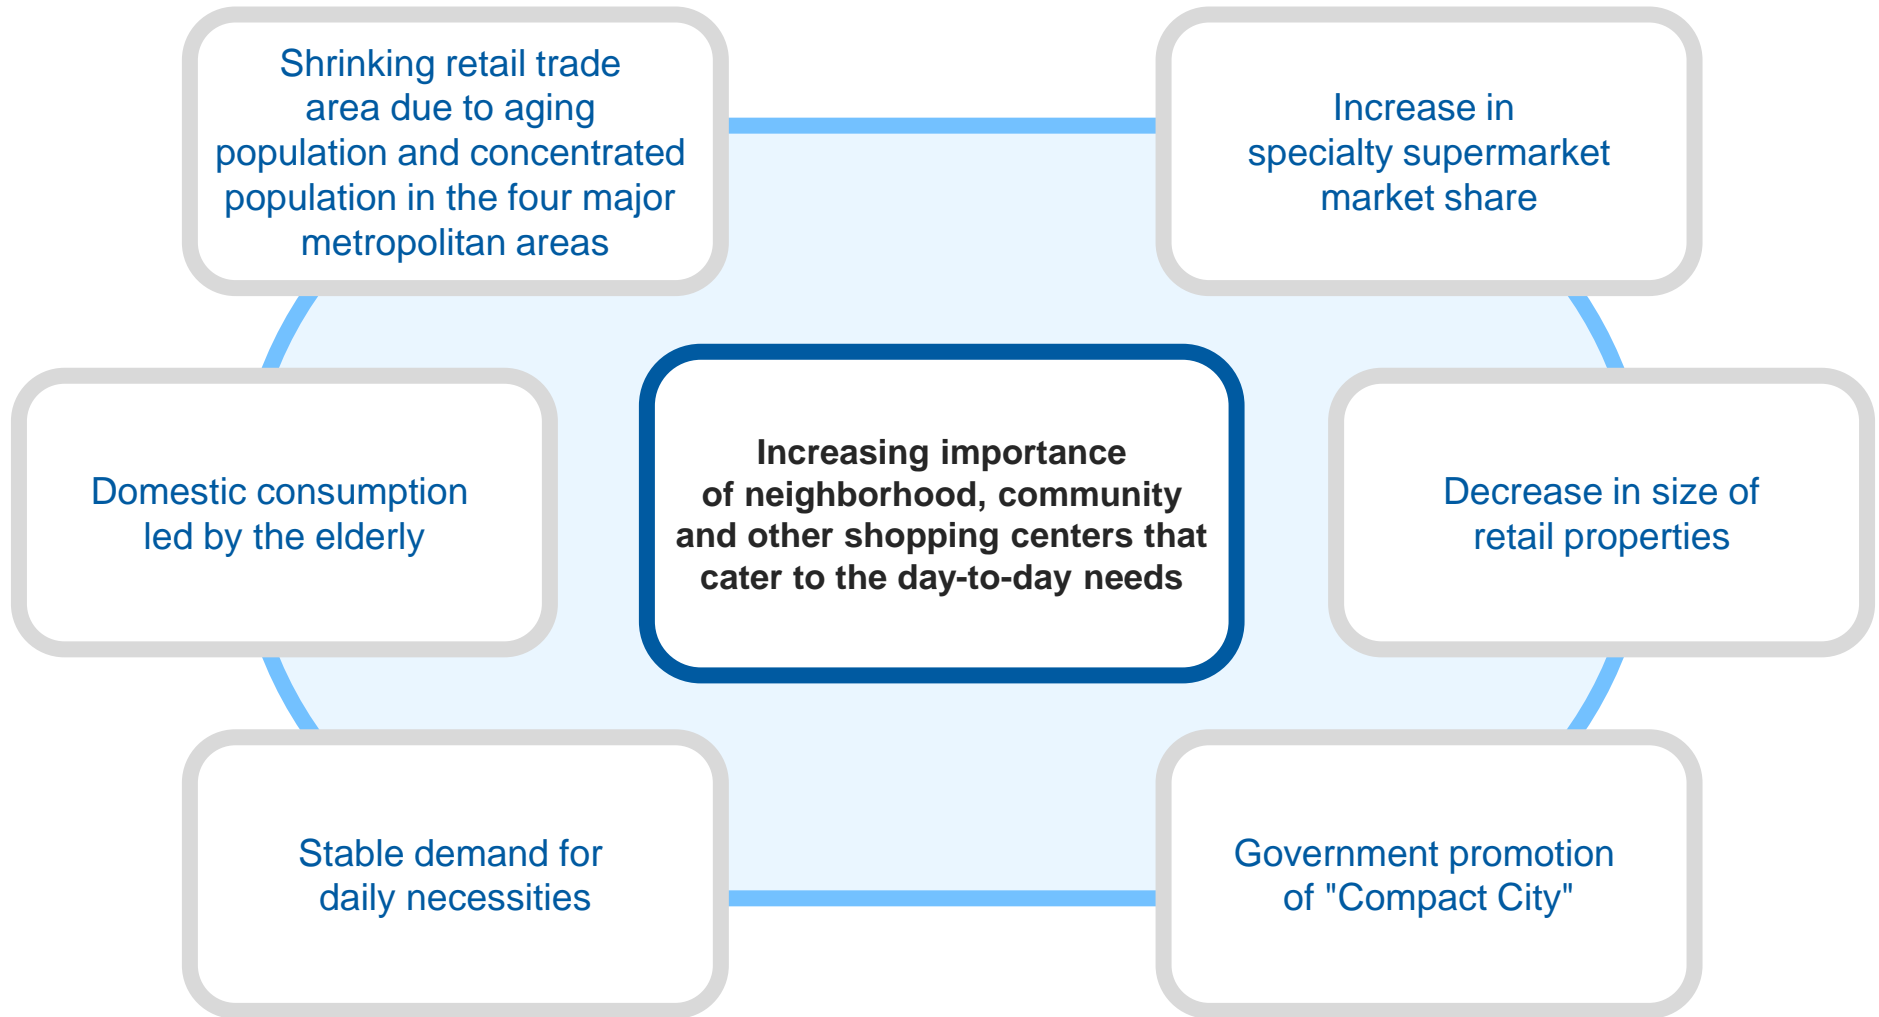 Shrinking retail trade
area due to aging
population and concentrated
population in the four major
metropolitan areas
Increase in
specialty supermarket
market share
Domestic consumption
led by the elderly
Increasing importance
of neighborhood, community
and other shopping centers that
cater to the day-to-day needs
Decrease in size of
retail properties
Stable demand for
daily necessities
Government promotion
of "Compact City"